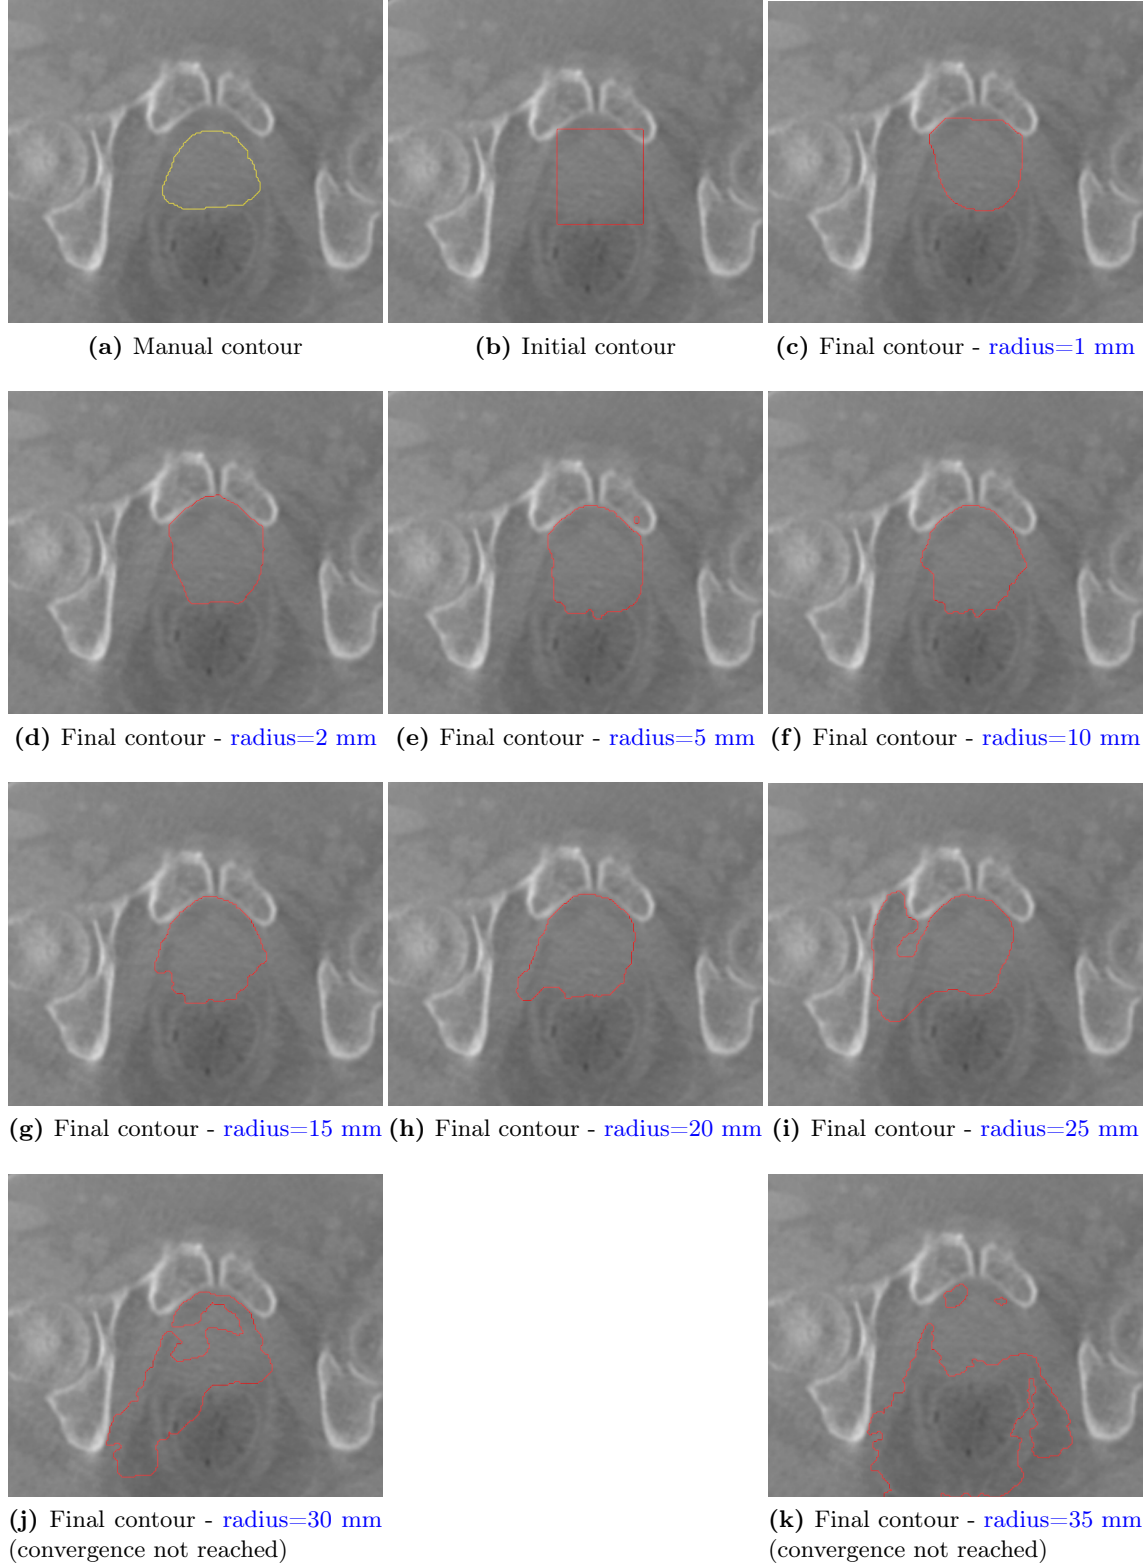 (a) Manual contour
(b) Initial contour
(c) Final contour - radius=1 mm
(d) Final contour - radius=2 mm
(e) Final contour - radius=5 mm
(f) Final contour - radius=10 mm
(g) Final contour - radius=15 mm
(h) Final contour - radius=20 mm
(i) Final contour - radius=25 mm
(j) Final contour - radius=30 mm
(convergence not reached)
(k) Final contour - radius=35 mm
(convergence not reached)